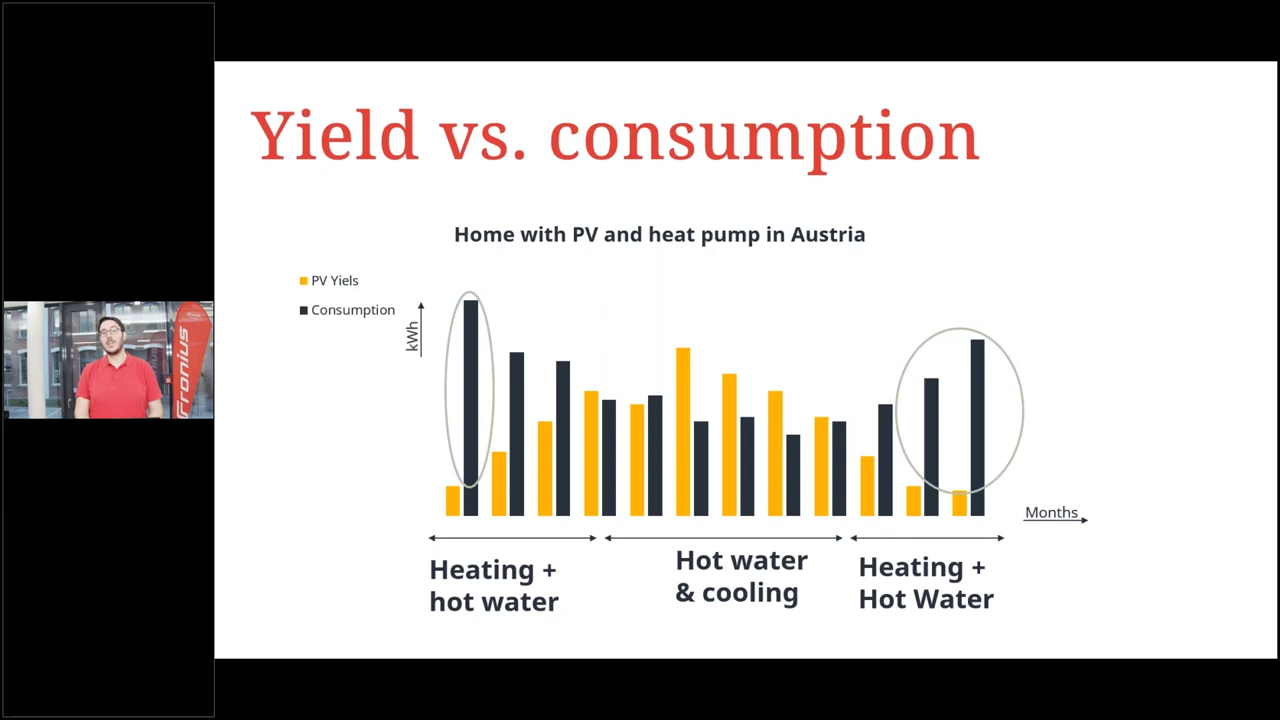 Yield vs. consumption
Home with PV and heat pump in Austria
PV Yiels
Consumption
kWh
Months
Heating +
hot water
Hot water
& cooling
Heating +
Hot Water
Fronius